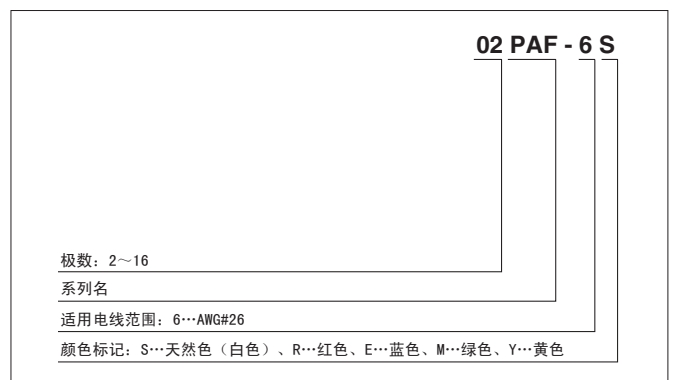 02 PAF - 6 S
极数：2～16
系列名
适用电线范围：6…AWG#26
颜色标记：S…天然色（白色）、R…红色、E…蓝色、M…绿色、Y…黄色